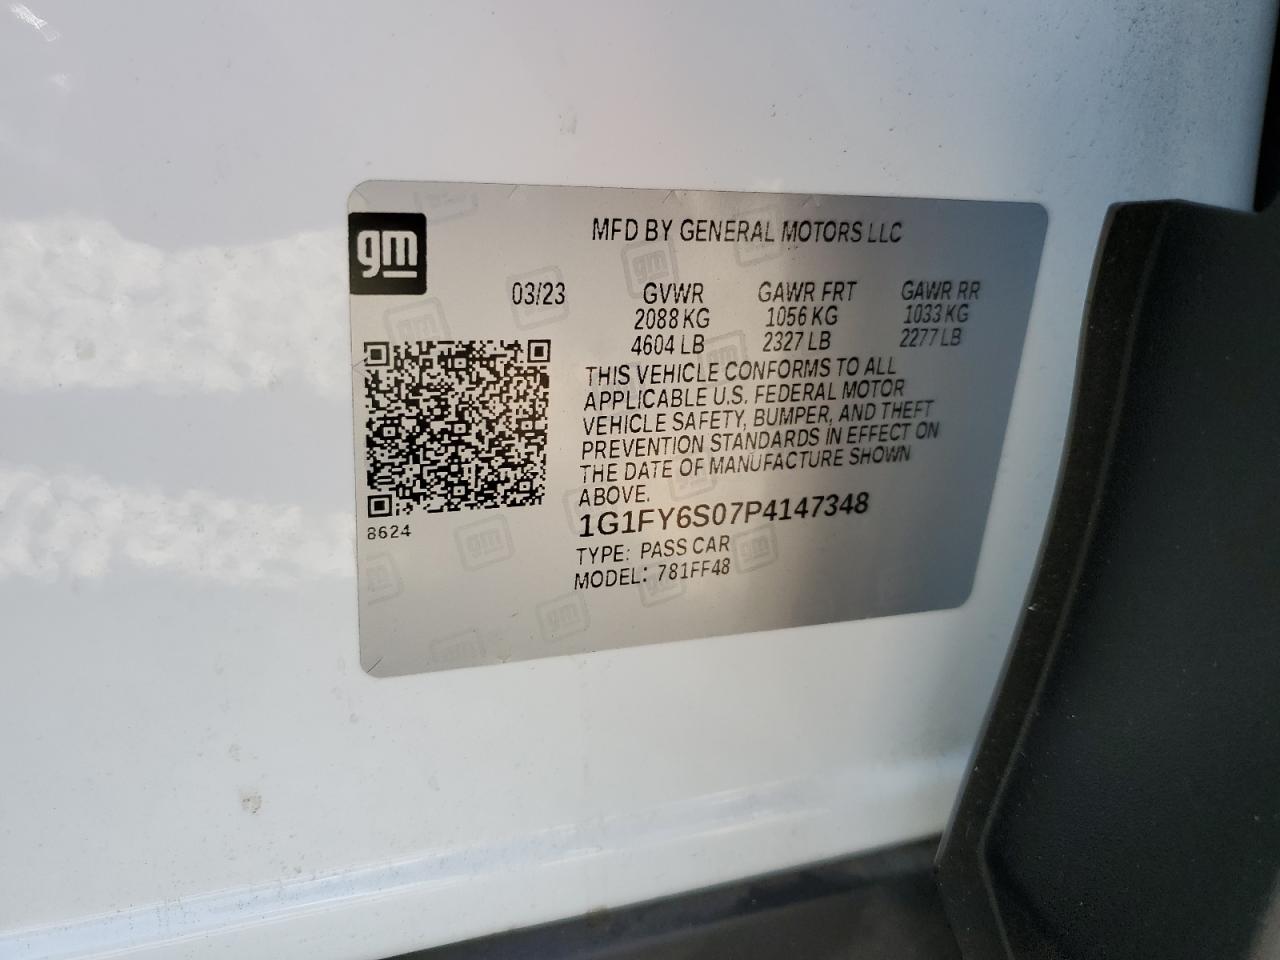 gm
MFD BY GENERAL MOTORS LLC
03/23 GVWR GAWR FRT GAWR RR
2088 KG 1056 KG 1033 KG
4604 LB 2327 LB 2277 LB
THIS VEHICLE CONFORMS TO ALL
APPLICABLE U.S. FEDERAL MOTOR
VEHICLE SAFETY, BUMPER, AND THEFT
PREVENTION STANDARDS IN EFFECT ON
THE DATE OF MANUFACTURE SHOWN
ABOVE.
8624
1G1FY6S07P4147348
TYPE: PASS CAR
MODEL: 781FF48